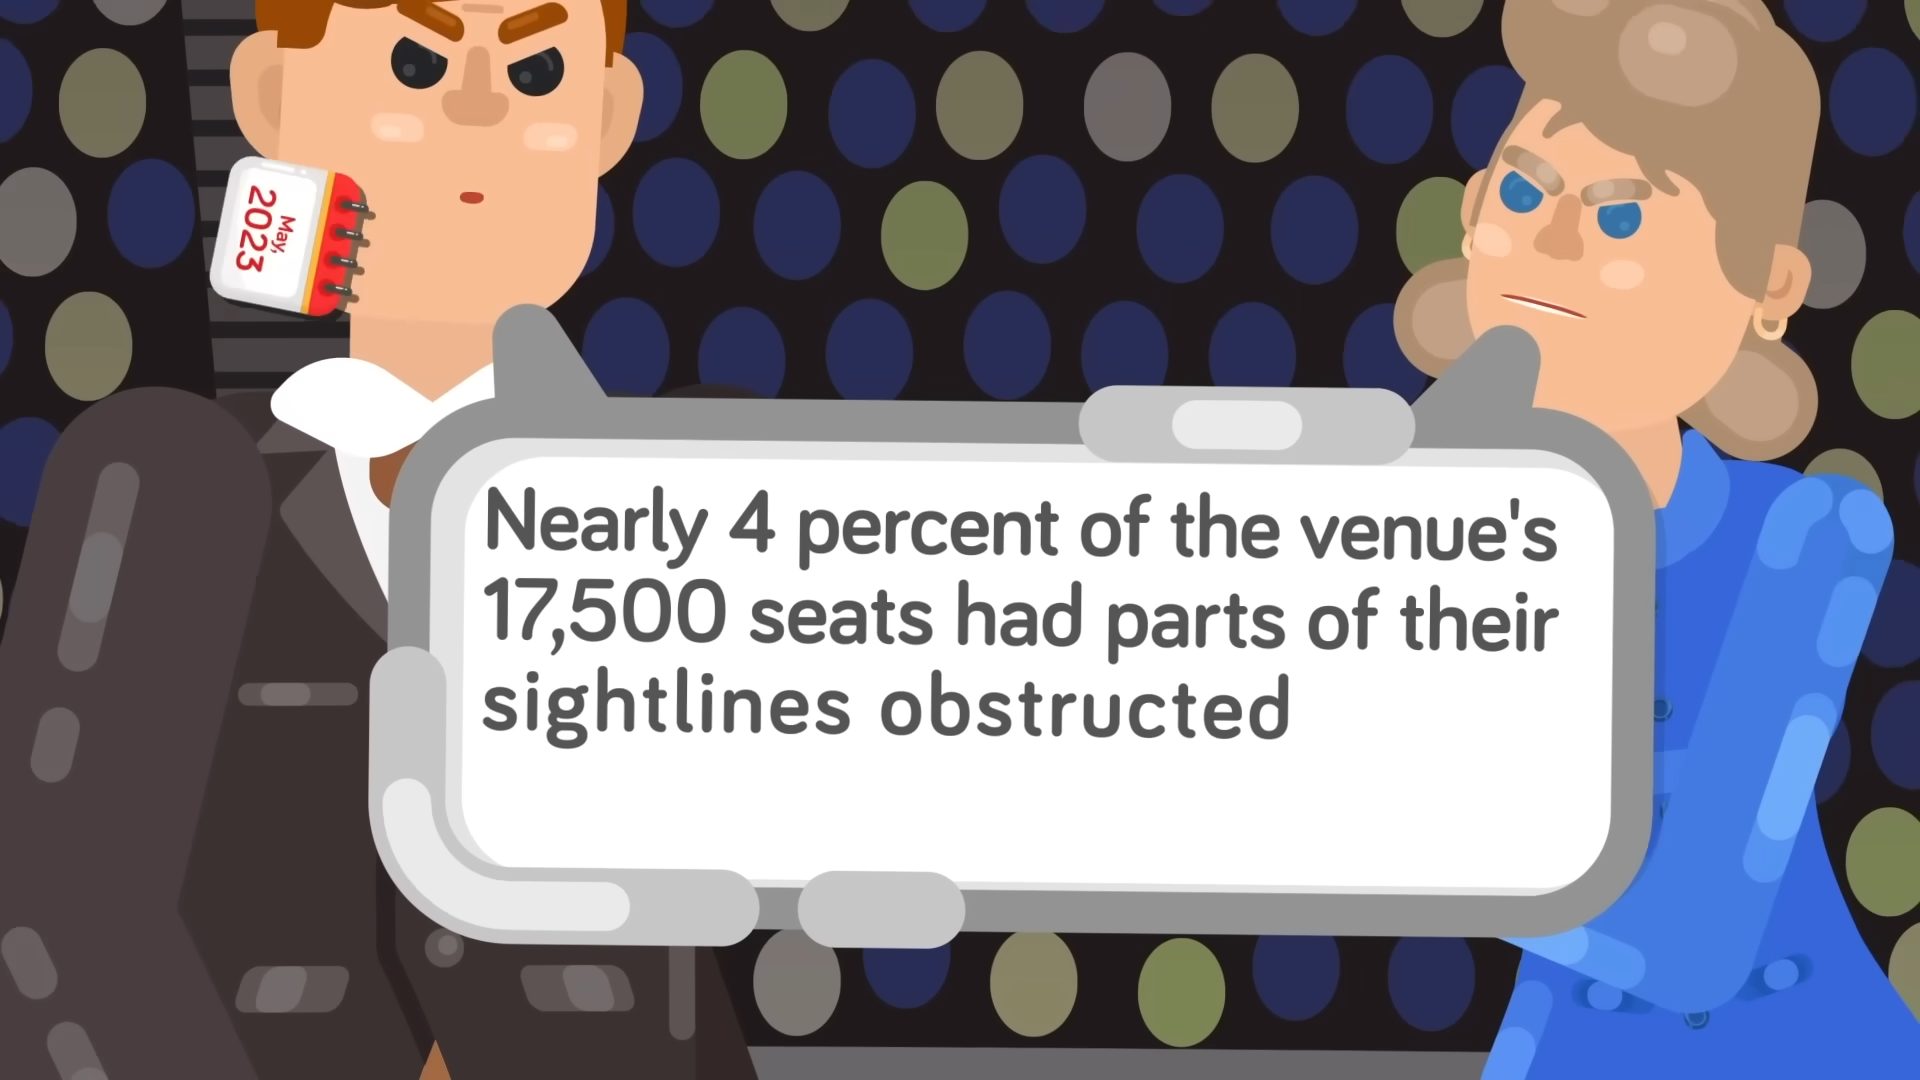 May,
2023
Nearly 4 percent of the venue's
17,500 seats had parts of their
sightlines obstructed